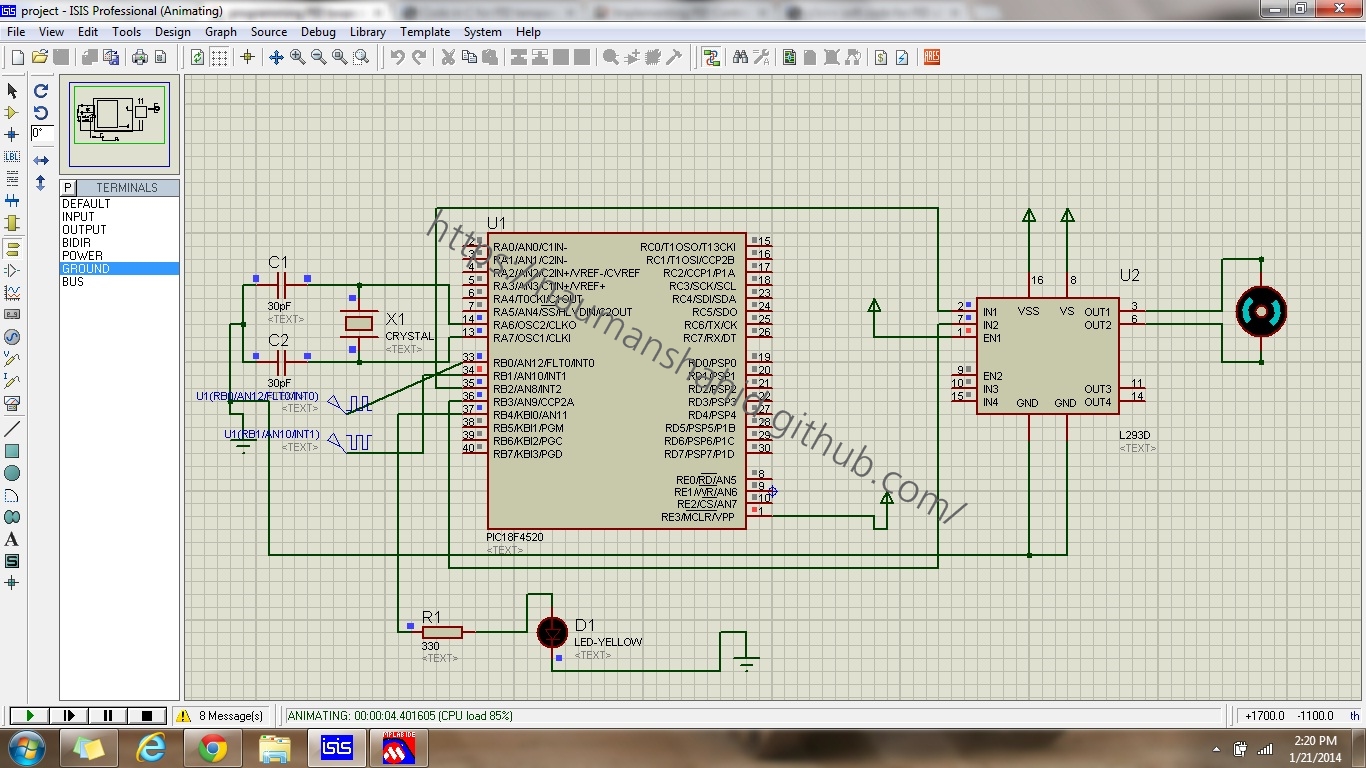 project - ISIS Professional (Animating)
File View Edit Tools Design Graph Source Debug Library Template System Help
LBL
0°
ARES
P TERMINALS
DEFAULT
INPUT
OUTPUT
BIDIR
POWER
GROUND
BUS
A
S
U1
2 RA0/AN0/C1IN- RC0/T1OSO/T13CKI 15
RA1/AN1/C2IN- RC1/T1OSI/CCP2B 16
4 RA2/AN2/C2IN+/VREF-/CVREF RC2/CCP1/P1A 17
5 RA3/AN3/C1IN+/VREF+ RC3/SCK/SCL 18
6 RA4/T0CKI/C1OUT RC4/SDI/SDA 23
7 RA5/AN4/SS/HLVDIN/C2OUT RC5/SDO 24
14 RA6/OSC2/CLKO RC6/TX/CK 25
13 RA7/OSC1/CLKI RC7/RX/DT 26
33 RB0/AN12/FLT0/INT0 RD0/PSP0 19
34 RB1/AN10/INT1 RD1/PSP1 20
35 RB2/AN8/INT2 RD2/PSP2 21
36 RB3/AN9/CCP2A RD3/PSP3 22
37 RB4/KBI0/AN11 RD4/PSP4 27
38 RB5/KBI1/PGM RD5/PSP5/P1B 28
39 RB6/KBI2/PGC RD6/PSP6/P1C 29
40 RB7/KBI3/PGD RD7/PSP7/P1D 30
RE0/RD/AN5 8
RE1/WR/AN6 9
RE2/CS/AN7 10
RE3/MCLR/VPP 1
PIC18F4520
<TEXT>
C1
30pF
<TEXT>
X1
CRYSTAL
<TEXT>
C2
30pF
<TEXT>
U1(RB0/AN12/FLT0/INT0)
U1(RB1/AN10/INT1)
<TEXT>
U2
16 8
VSS VS
2 IN1 OUT1 3
7 IN2 OUT2 6
1 EN1
9 EN2
10 IN3 OUT3 11
15 IN4 OUT4 14
GND GND
L293D
<TEXT>
R1
330
<TEXT>
D1
LED-YELLOW
<TEXT>
8 Message(s)
ANIMATING: 00:00:04.401605 (CPU load 85%)
+1700.0 -1100.0 th
isis
MPLAB IDE
2:20 PM
1/21/2014